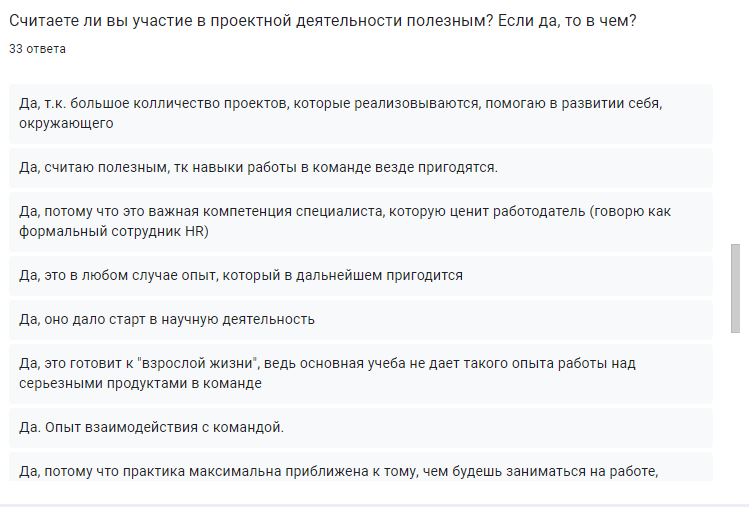 Считаете ли вы участие в проектной деятельности полезным? Если да, то в чем?
33 ответа
Да, т.к. большое колличество проектов, которые реализовываются, помогаю в развитии себя,
окружающего
Да, считаю полезным, тк навыки работы в команде везде пригодятся.
Да, потому что это важная компетенция специалиста, которую ценит работодатель (говорю как
формальный сотрудник HR)
Да, это в любом случае опыт, который в дальнейшем пригодится
Да, оно дало старт в научную деятельность
Да, это готовит к "взрослой жизни", ведь основная учеба не дает такого опыта работы над
серьезными продуктами в команде
Да. Опыт взаимодействия с командой.
Да, потому что практика максимальна приближена к тому, чем будешь заниматься на работе,